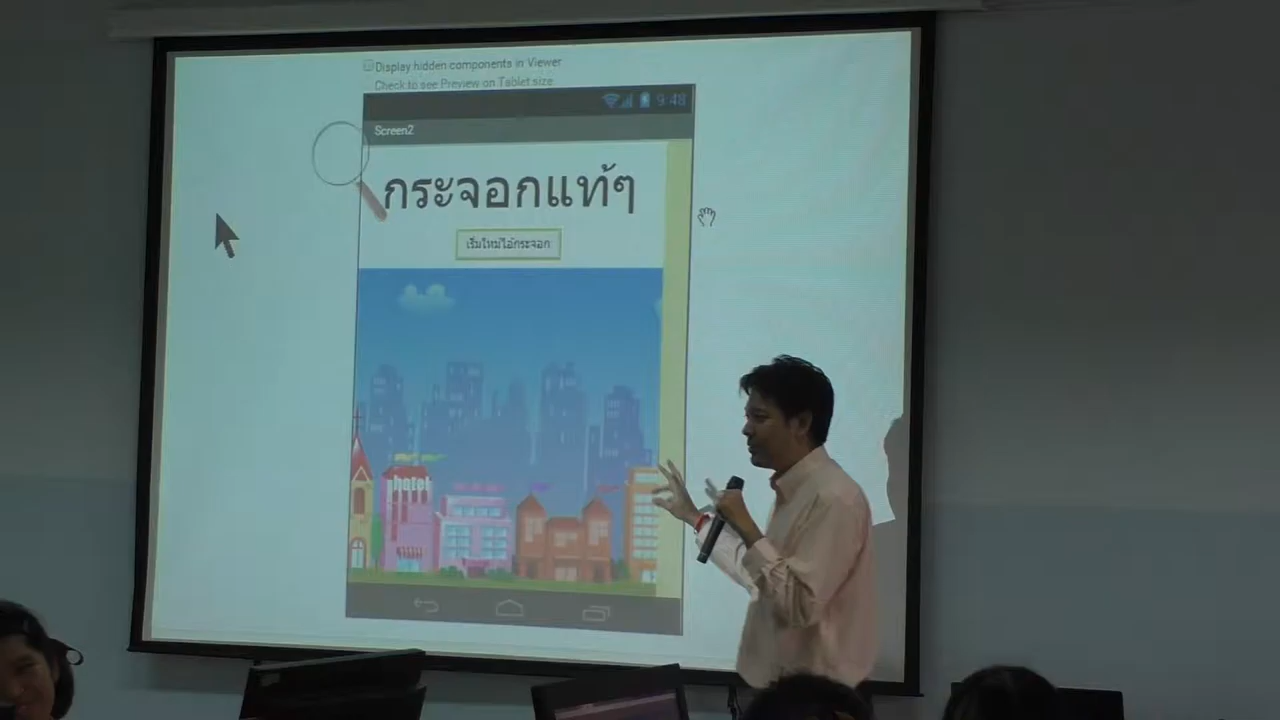 Display hidden components in Viewer
Check to see Preview on Tablet size.
9:48
Screen2
กระจอกแท้ๆ
เริ่มใหม่ไอ้กระจอก
hotel